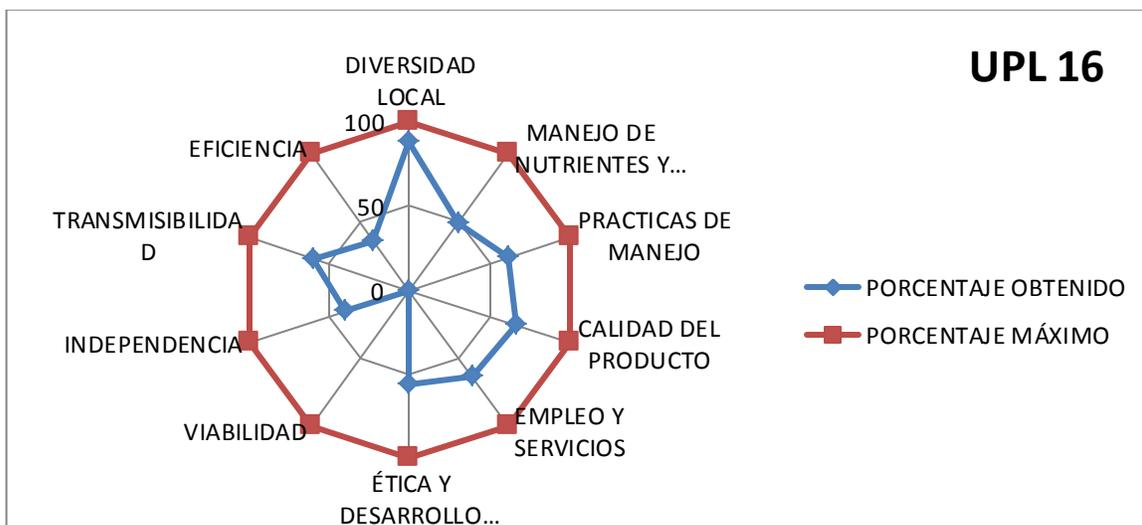 UPL 16
DIVERSIDAD
LOCAL
100
MANEJO DE
NUTRIENTES Y...
EFICIENCIA
50
TRANSMISIBILIDA
D
PRACTICAS DE
MANEJO
0
PORCENTAJE OBTENIDO
PORCENTAJE MÁXIMO
INDEPENDENCIA
CALIDAD DEL
PRODUCTO
VIABILIDAD
EMPLEO Y
SERVICIOS
ÉTICA Y
DESARROLLO...